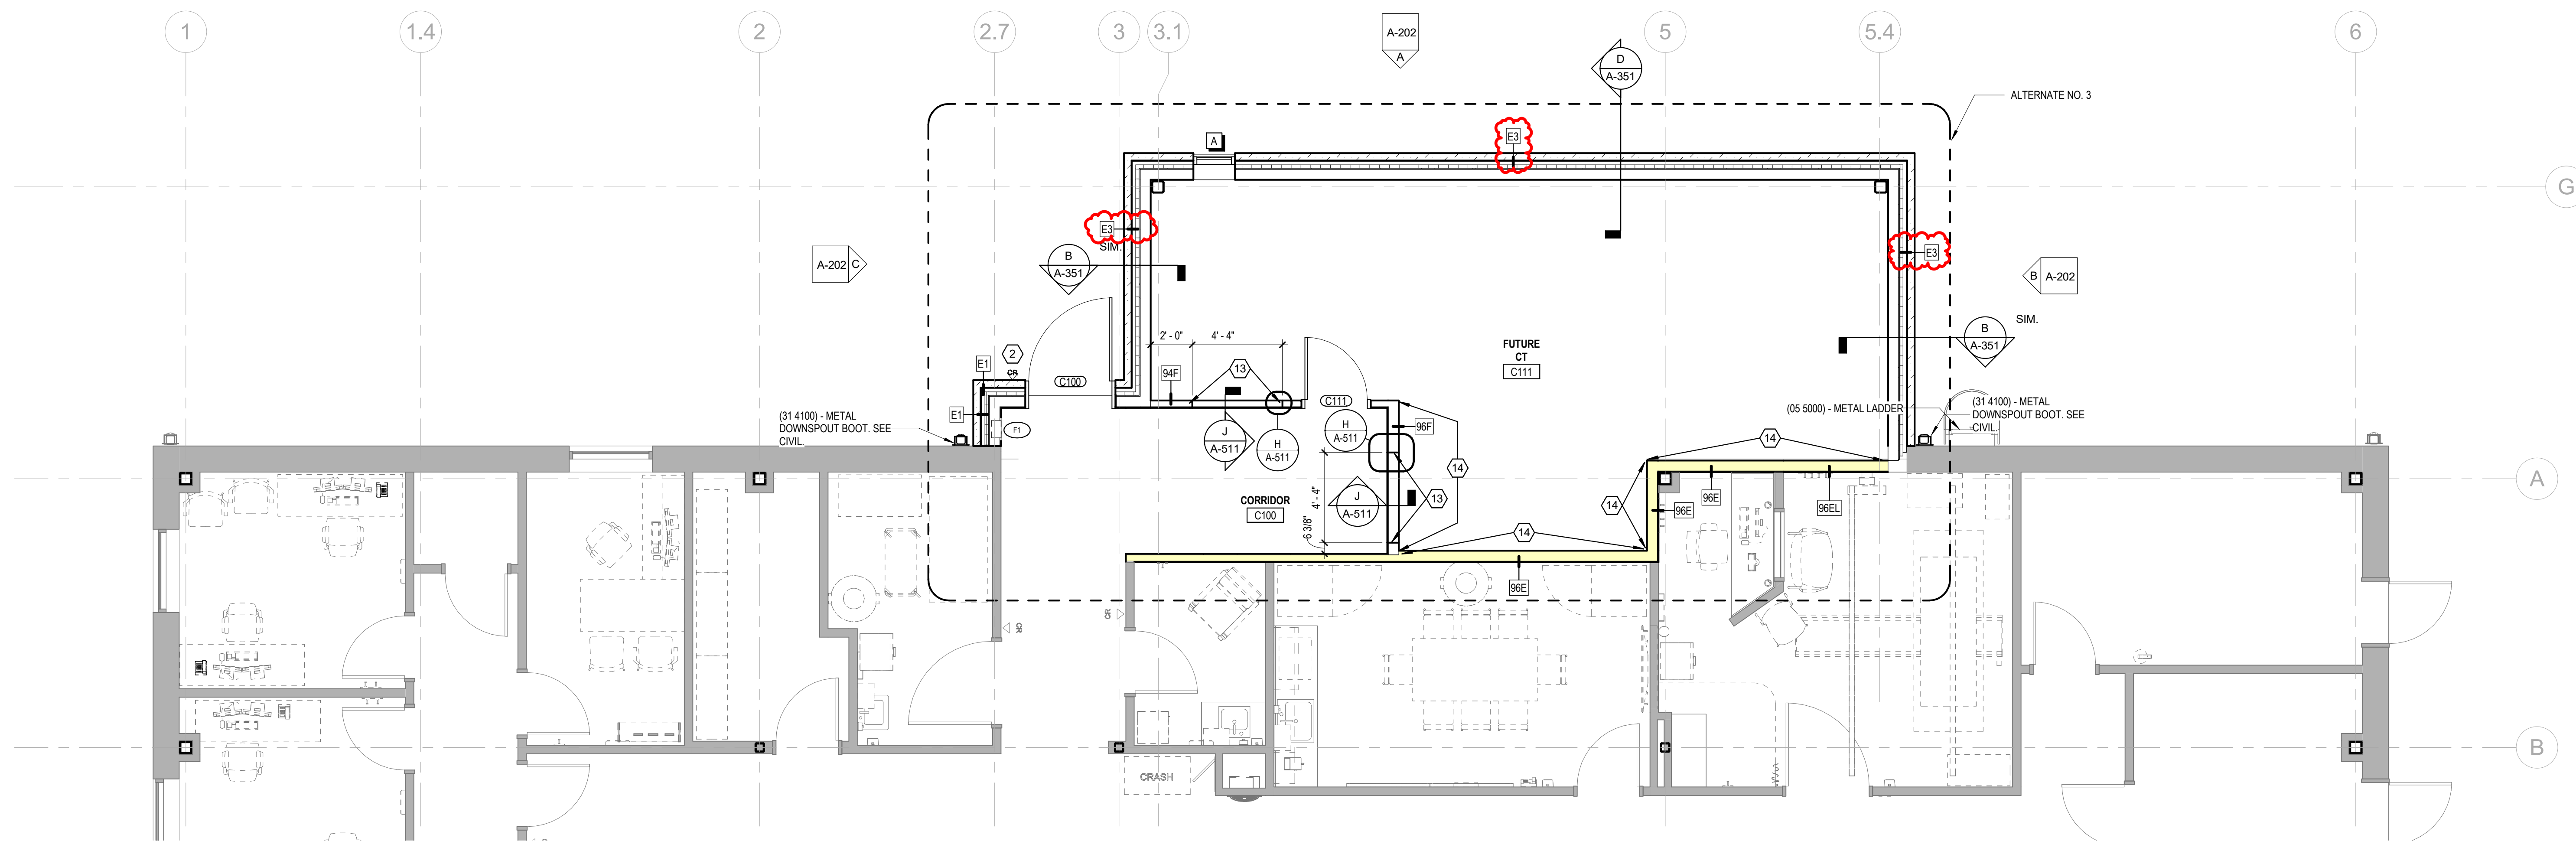 1
1.4
2
2.7
3
3.1
5
5.4
6
A-202
A
D
A-351
ALTERNATE NO. 3
A
E3
G
E3
SIM.
E3
B
A-351
A-202
C
B
A-202
SIM.
B
A-351
2' - 0"
4' - 4"
FUTURE
CT
C111
E1
2
CR
C100
94F
13
C111
E1
F1
(31 4100) - METAL
DOWNSPOUT BOOT. SEE
CIVIL.
J
A-511
H
A-511
H
A-511
96F
(05 5000) - METAL LADDER
(31 4100) - METAL
DOWNSPOUT BOOT. SEE
CIVIL.
14
14
A
CORRIDOR
C100
4' - 4"
6 3/8"
J
A-511
13
14
96E
96E
96EL
14
96E
CR
CR
B
CRASH